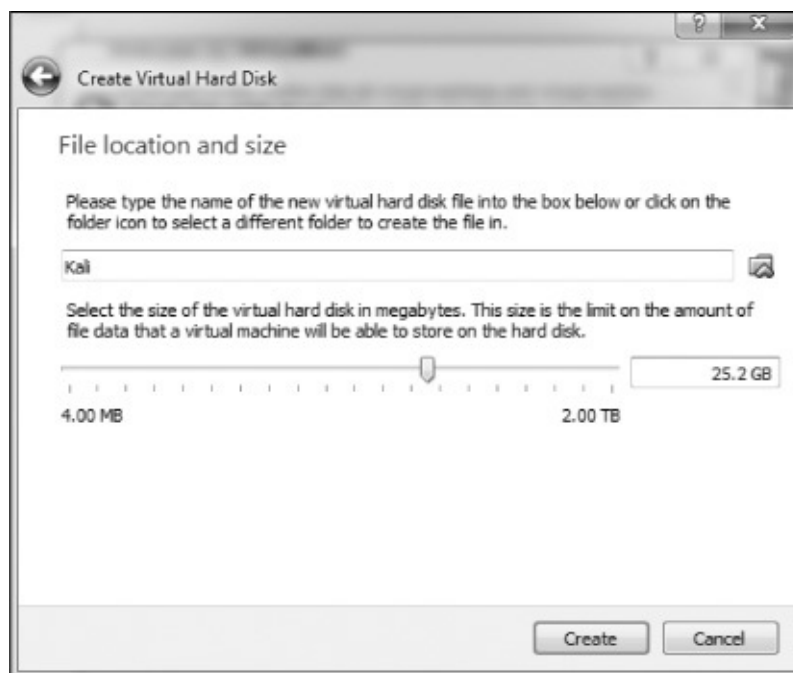 Create Virtual Hard Disk
File location and size
Please type the name of the new virtual hard disk file into the box below or click on the
folder icon to select a different folder to create the file in.
Kali
Select the size of the virtual hard disk in megabytes. This size is the limit on the amount of
file data that a virtual machine will be able to store on the hard disk.
25.2 GB
4.00 MB 2.00 TB
Create Cancel